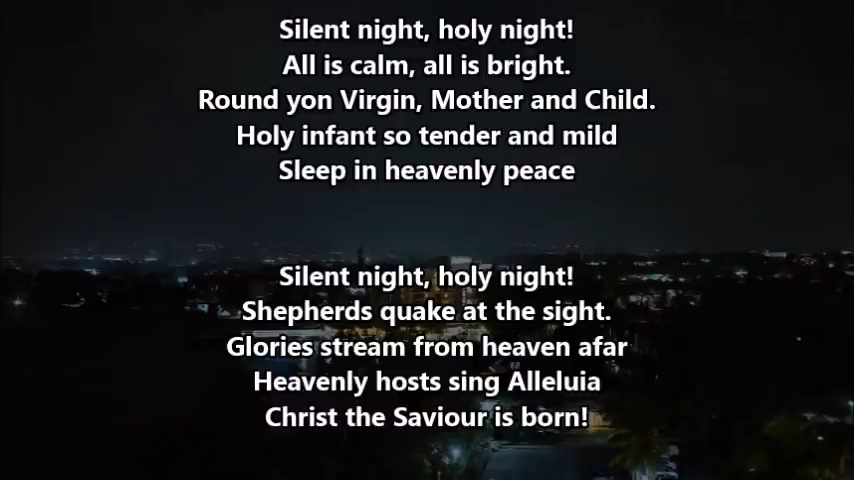 Silent night, holy night!
All is calm, all is bright.
Round yon Virgin, Mother and Child.
Holy infant so tender and mild
Sleep in heavenly peace
Silent night, holy night!
Shepherds quake at the sight.
Glories stream from heaven afar
Heavenly hosts sing Alleluia
Christ the Saviour is born!